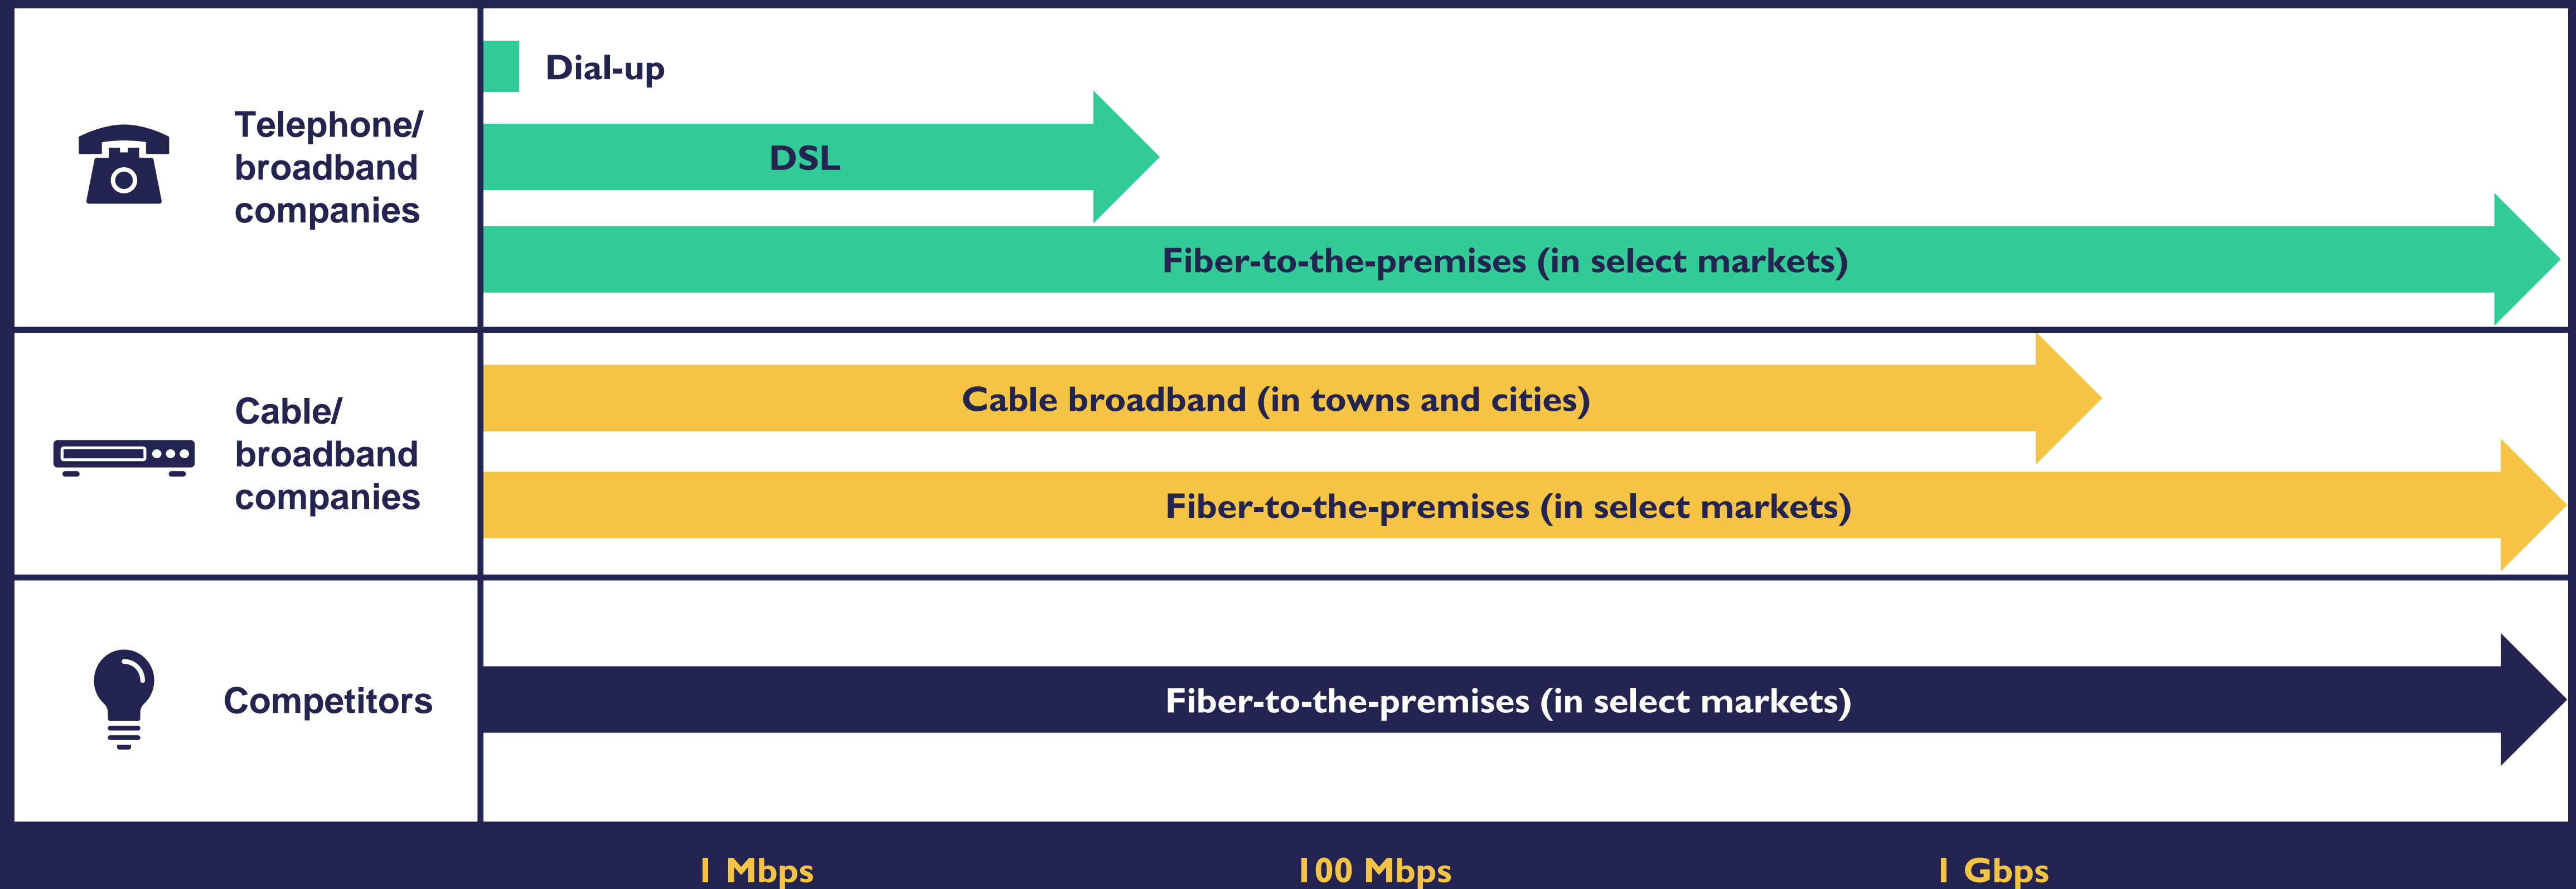 Telephone/
broadband
companies
Dial-up
DSL
Fiber-to-the-premises (in select markets)
Cable/
broadband
companies
Cable broadband (in towns and cities)
Fiber-to-the-premises (in select markets)
Competitors
Fiber-to-the-premises (in select markets)
1 Mbps
100 Mbps
1 Gbps